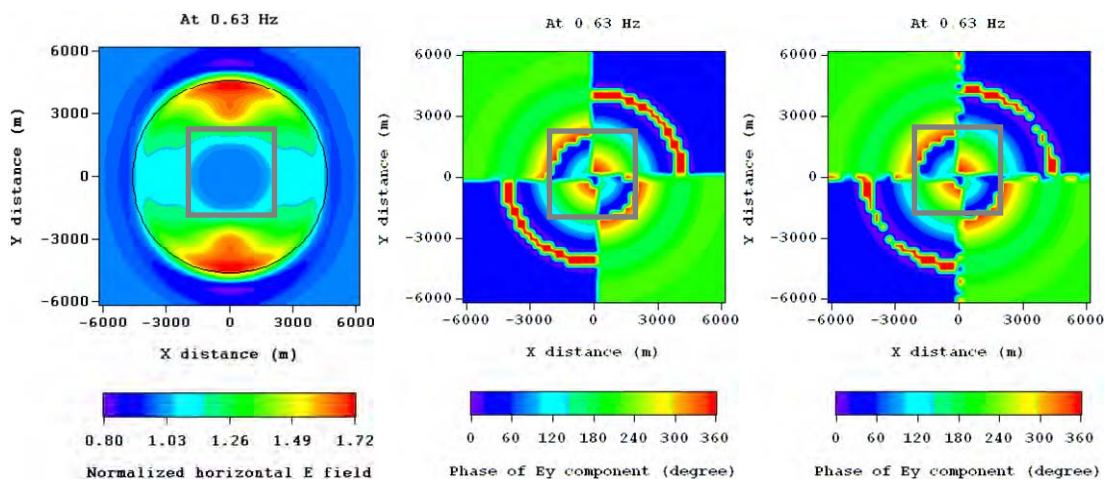 At 0.63 Hz
6000
3000
0
-3000
-6000
Y distance (m)
-6000 -3000 0 3000 6000
X distance (m)
0.80 1.03 1.26 1.49 1.72
Normalized horizontal E field
At 0.63 Hz
6000
3000
0
-3000
-6000
Y distance (m)
-6000 -3000 0 3000 6000
X distance (m)
0 60 120 180 240 300 360
Phase of Ey component (degree)
At 0.63 Hz
6000
3000
0
-3000
-6000
Y distance (m)
-6000 -3000 0 3000 6000
X distance (m)
0 60 120 180 240 300 360
Phase of Ey component (degree)